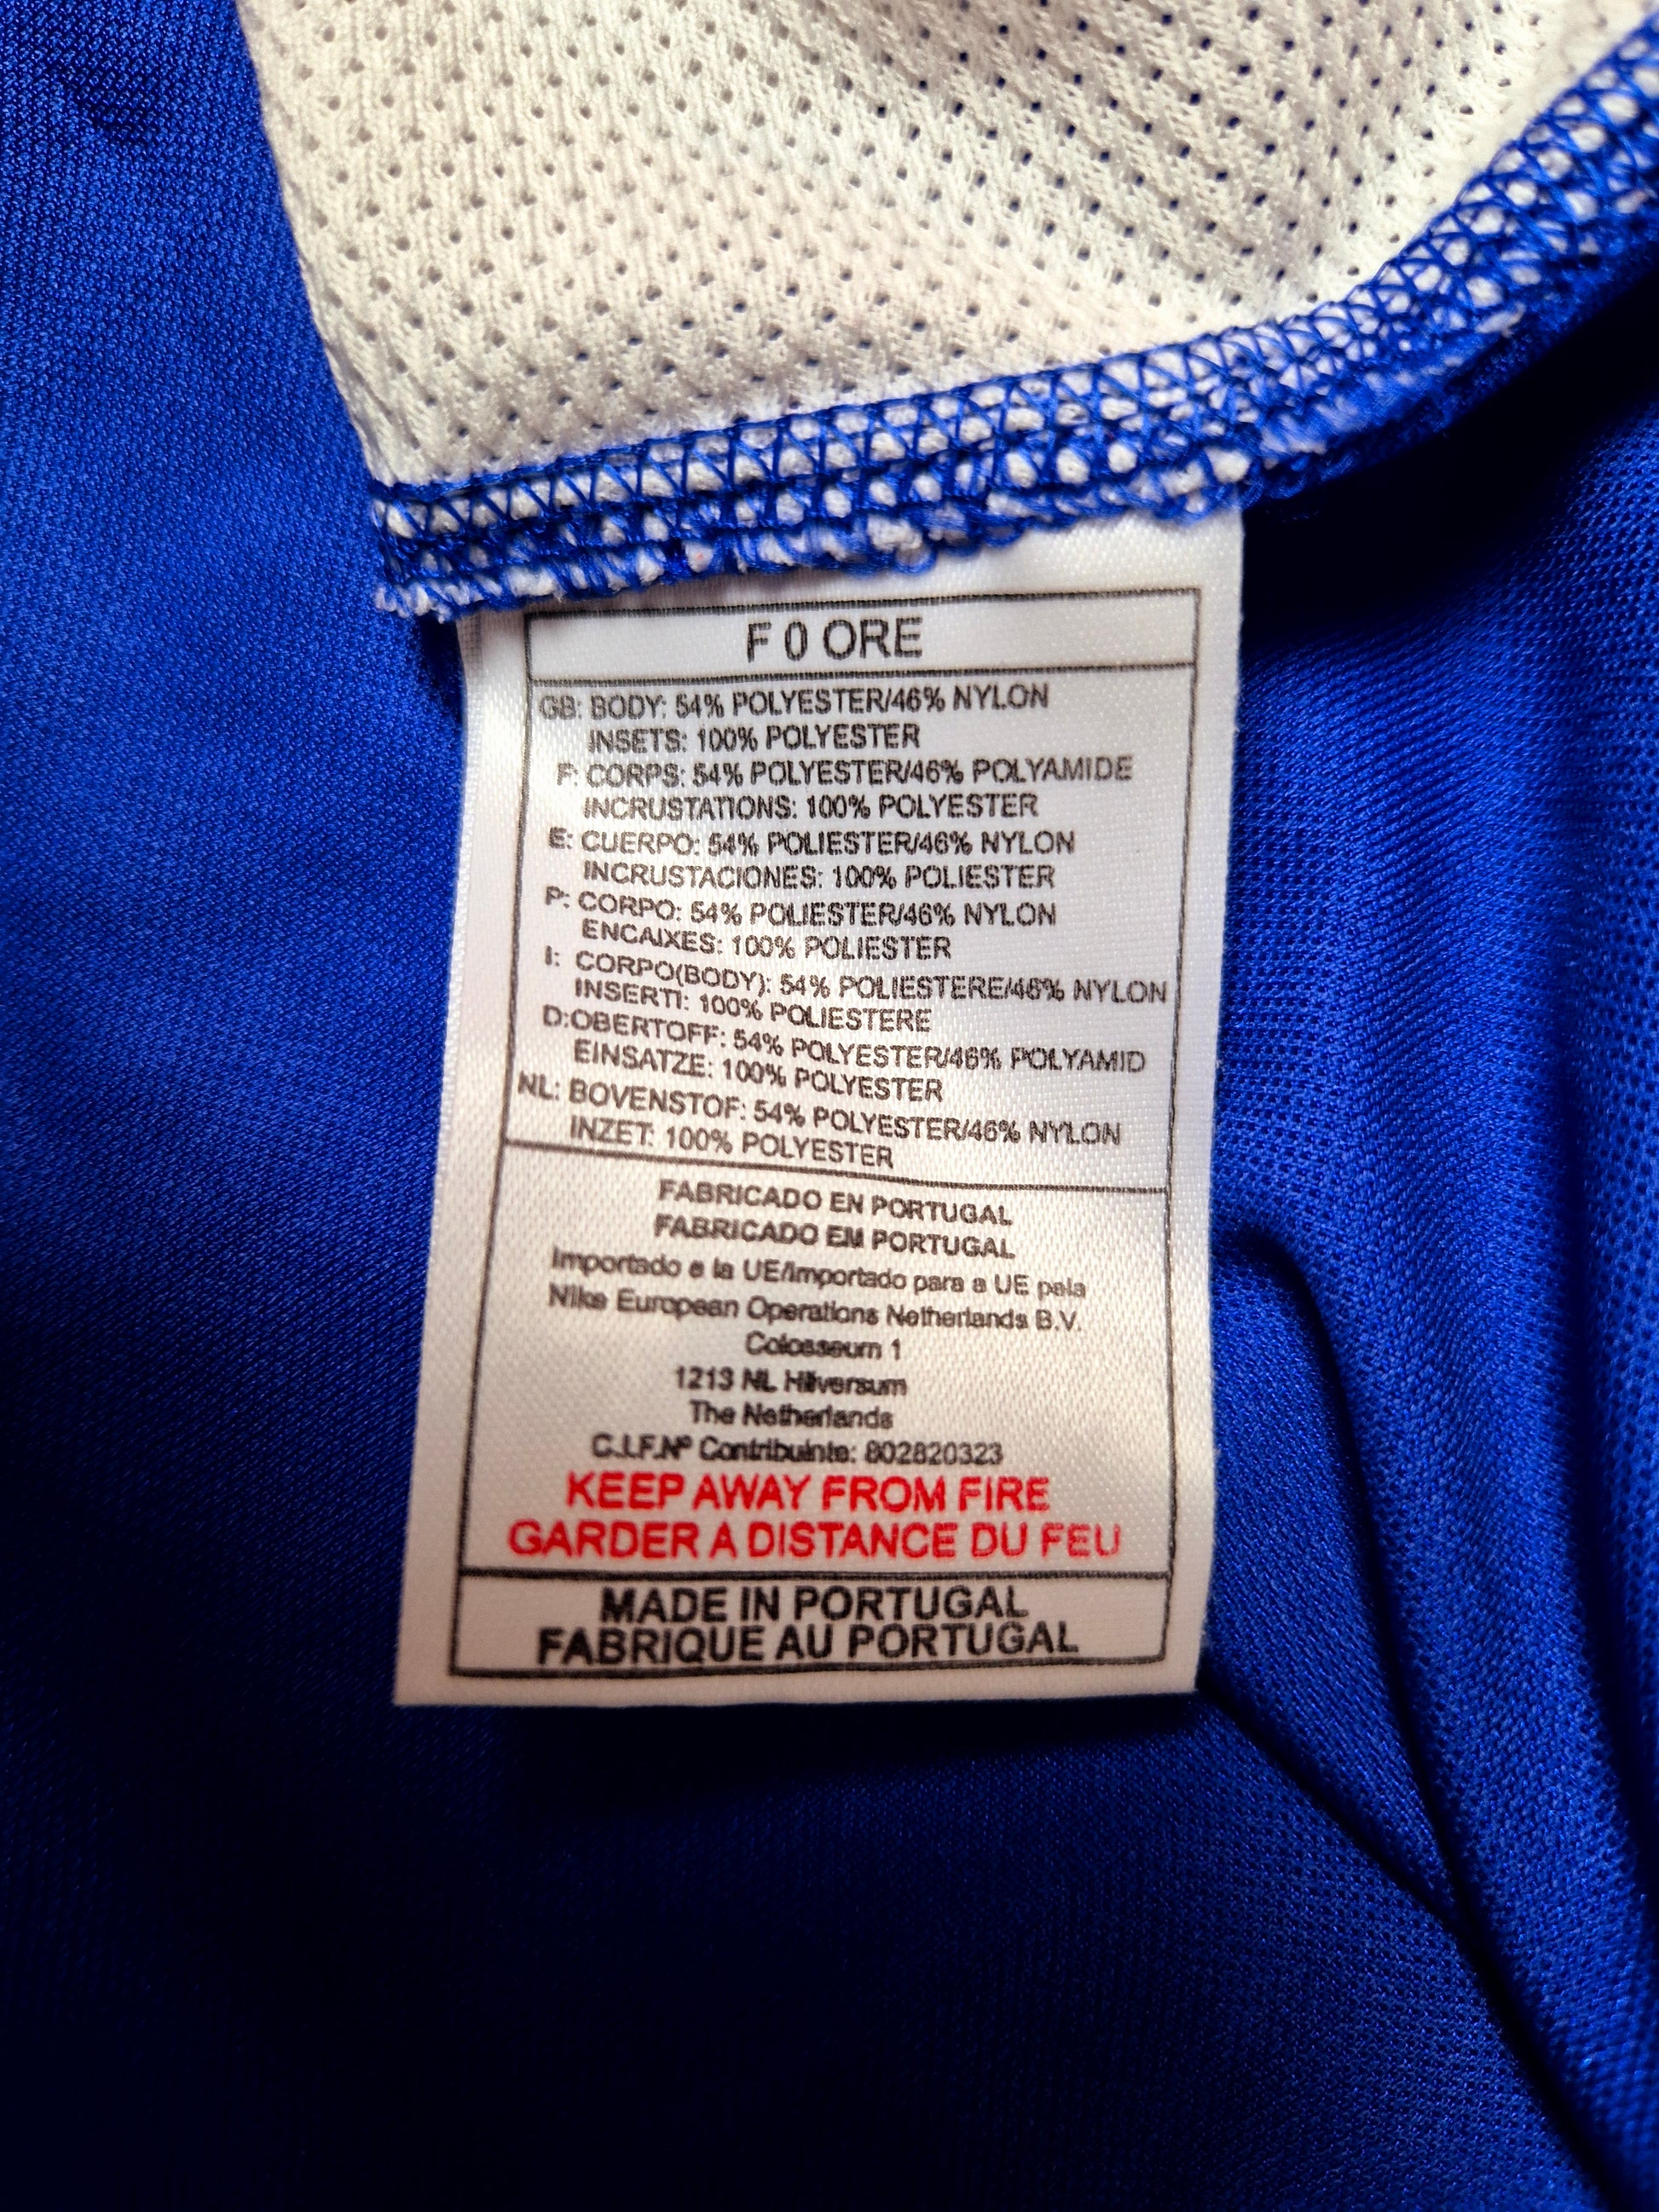 F 0 ORE
GB: BODY: 54% POLYESTER/46% NYLON
INSETS: 100% POLYESTER
F: CORPS: 54% POLYESTER/46% POLYAMIDE
INCRUSTATIONS: 100% POLYESTER
E: CUERPO: 54% POLIESTER/46% NYLON
INCRUSTACIONES: 100% POLIESTER
P: CORPO: 54% POLIESTER/46% NYLON
ENCAIXES: 100% POLIESTER
I: CORPO(BODY): 54% POLIESTERE/46% NYLON
INSERTI: 100% POLIESTERE
D:OBERTOFF: 54% POLYESTER/46% POLYAMID
EINSATZE: 100% POLYESTER
NL: BOVENSTOF: 54% POLYESTER/46% NYLON
INZET: 100% POLYESTER
FABRICADO EN PORTUGAL
FABRICADO EM PORTUGAL
Importado a la UE/Importado para a UE pela
Nike European Operations Netherlands B.V.
Colosseum 1
1213 NL Hilversum
The Netherlands
C.I.F.Nº Contribuinte: 802820323
KEEP AWAY FROM FIRE
GARDER A DISTANCE DU FEU
MADE IN PORTUGAL
FABRIQUE AU PORTUGAL